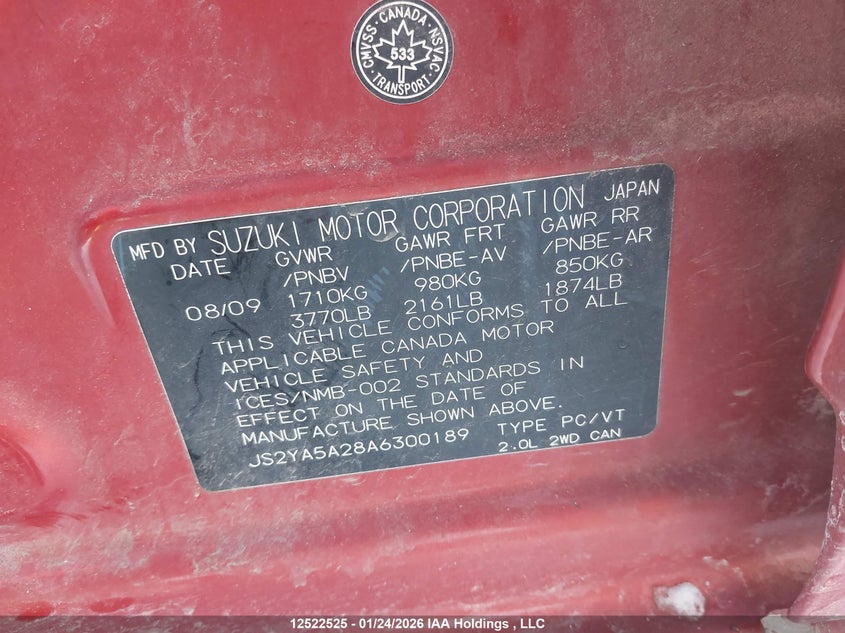 CMVSS · CANADA · NSVAC
533
· TRANSPORT ·
MFD BY SUZUKI MOTOR CORPORATION JAPAN
DATE GVWR GAWR FRT GAWR RR
/PNBV /PNBE-AV /PNBE-AR
08/09 1710KG 980KG 850KG
3770LB 2161LB 1874LB
THIS VEHICLE CONFORMS TO ALL
APPLICABLE CANADA MOTOR
VEHICLE SAFETY AND
ICES/NMB-002 STANDARDS IN
EFFECT ON THE DATE OF
MANUFACTURE SHOWN ABOVE.
JS2YA5A28A6300189 TYPE PC/VT
2.0L 2WD CAN
12522525 - 01/24/2026 IAA Holdings , LLC